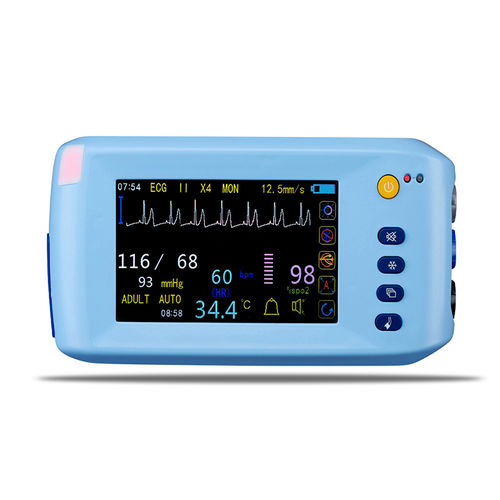 07:54 ECG II X4 MON 12.5mm/s
116/ 68
93 mmHg
60 bpm
(HR)
98
%spo2
ADULT AUTO
08:58
34.4 °C
A